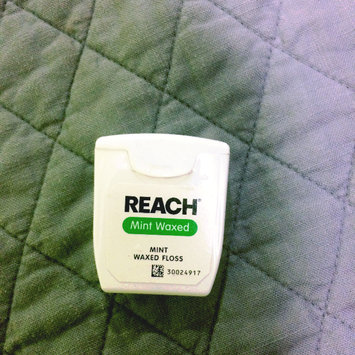 REACH®
Mint Waxed
MINT
WAXED FLOSS
30024917